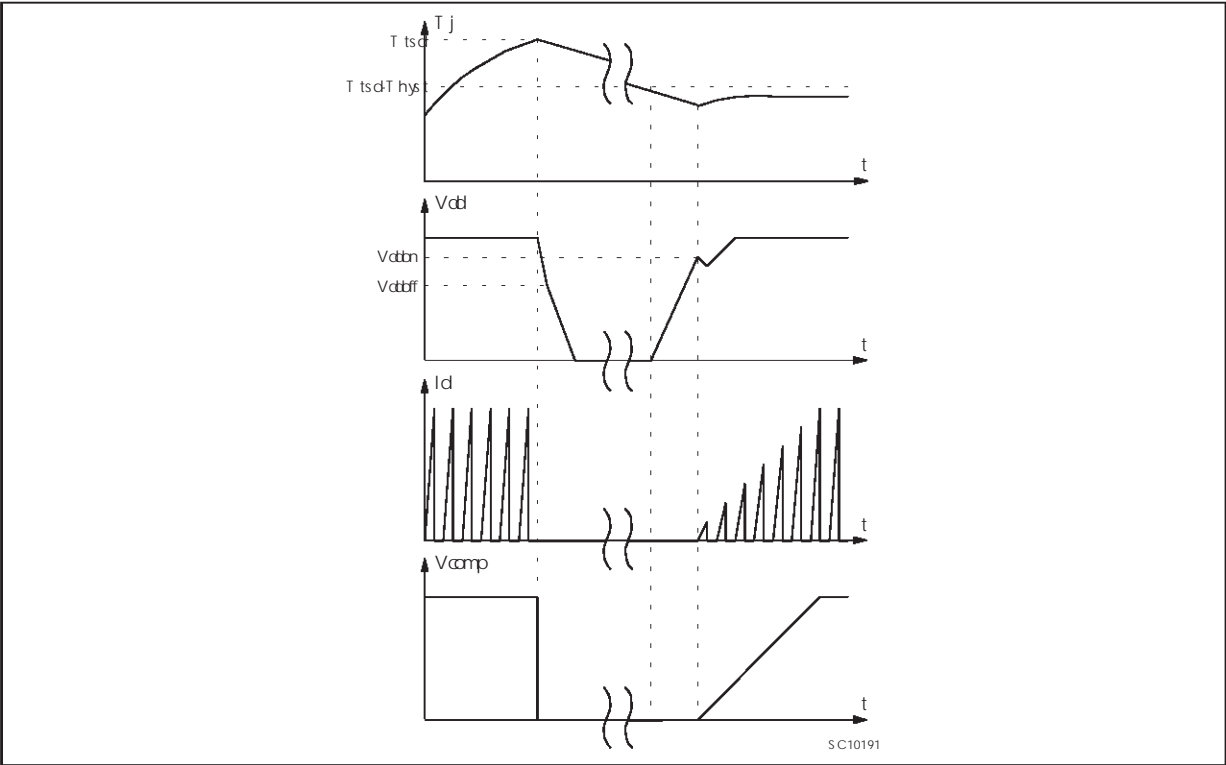 Tj
Ttsd
Ttsd-Thyst
t
Vdd
Vddon
Vddoff
t
Id
t
Vcomp
t
SC10191